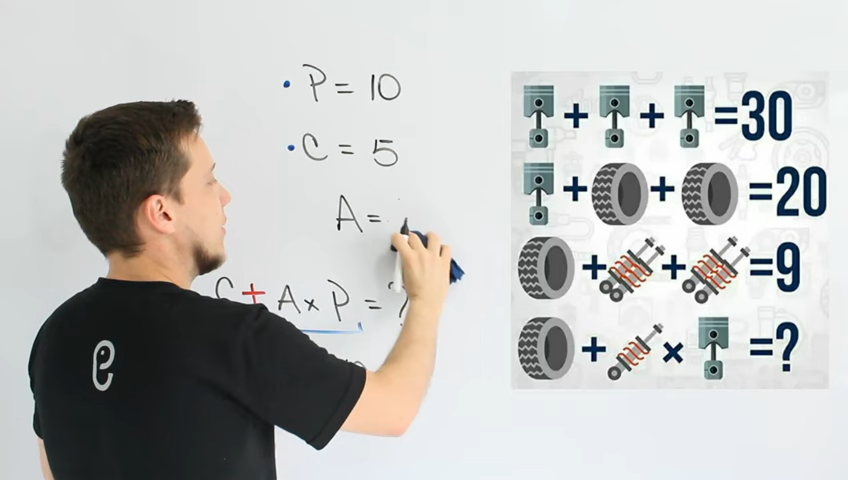 • P = 10
• C = 5
A =
C + A x P = ?
+ + = 30
+ + = 20
+ + = 9
+ × = ?